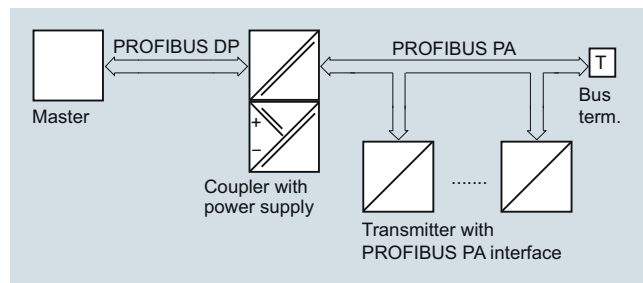 PROFIBUS DP
PROFIBUS PA
T
Master
Bus
term.
+
–
Coupler with
power supply
.......
Transmitter with
PROFIBUS PA interface